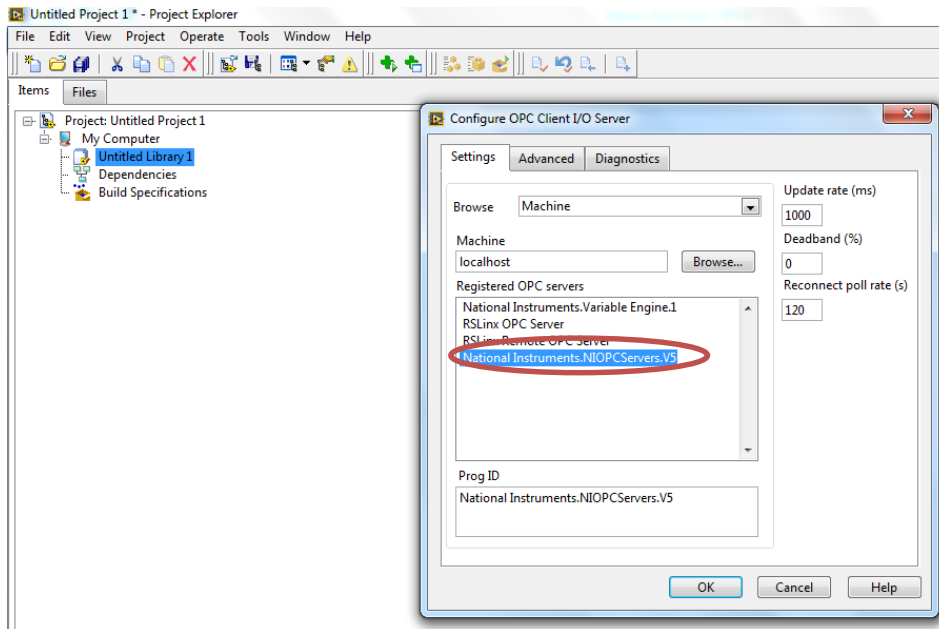 Untitled Project 1 * - Project Explorer
File Edit View Project Operate Tools Window Help
Items Files
Project: Untitled Project 1
My Computer
Untitled Library 1
Dependencies
Build Specifications
Configure OPC Client I/O Server
Settings Advanced Diagnostics
Browse Machine
Machine
localhost Browse...
Registered OPC servers
National Instruments.Variable Engine.1
RSLinx OPC Server
RSLinx Remote OPC Server
National Instruments.NIOPCServers.V5
Prog ID
National Instruments.NIOPCServers.V5
Update rate (ms)
1000
Deadband (%)
0
Reconnect poll rate (s)
120
OK Cancel Help